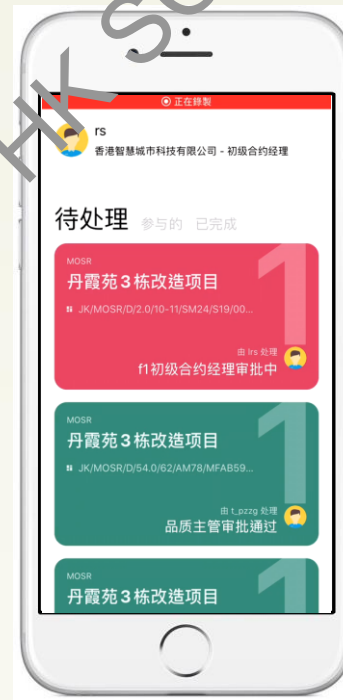 HK SC
正在錄製
rs
香港智慧城市科技有限公司 - 初级合约经理
待处理 参与的 已完成
1
MOSR
丹霞苑3栋改造项目
JK/MOSR/D/2.0/10-11/SM24/S19/00...
由 lrs 处理
f1初级合约经理审批中
1
MOSR
丹霞苑3栋改造项目
JK/MOSR/D/54.0/62/AM78/MFAB59...
由 t_pzzg 处理
品质主管审批通过
1
MOSR
丹霞苑3栋改造项目